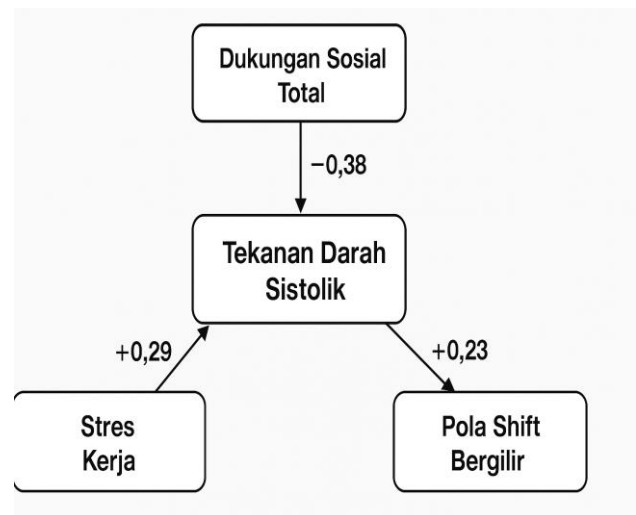 Dukungan Sosial
Total
−0,38
Tekanan Darah
Sistolik
+0,29
+0,23
Stres
Kerja
Pola Shift
Bergilir